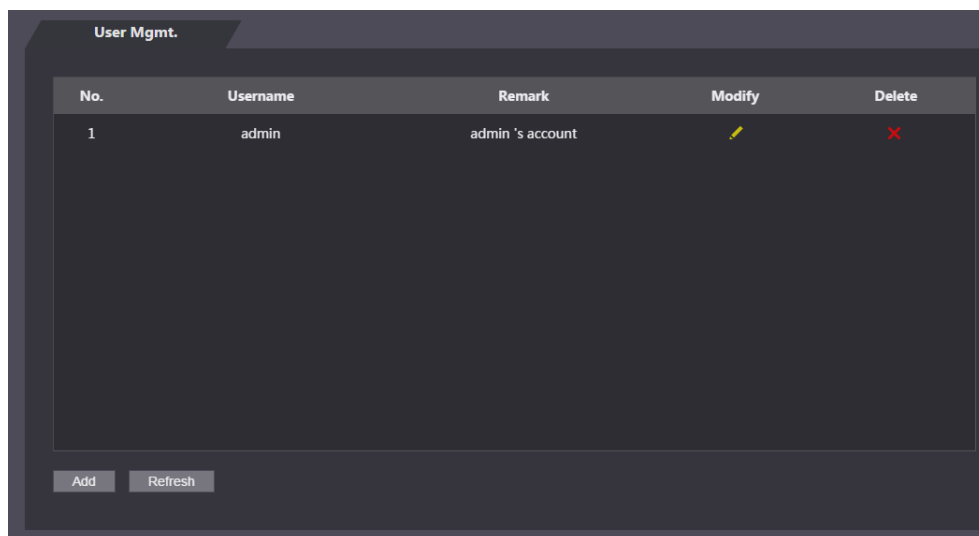 User Mgmt.
No. Username Remark Modify Delete
1 admin admin 's account
Add Refresh